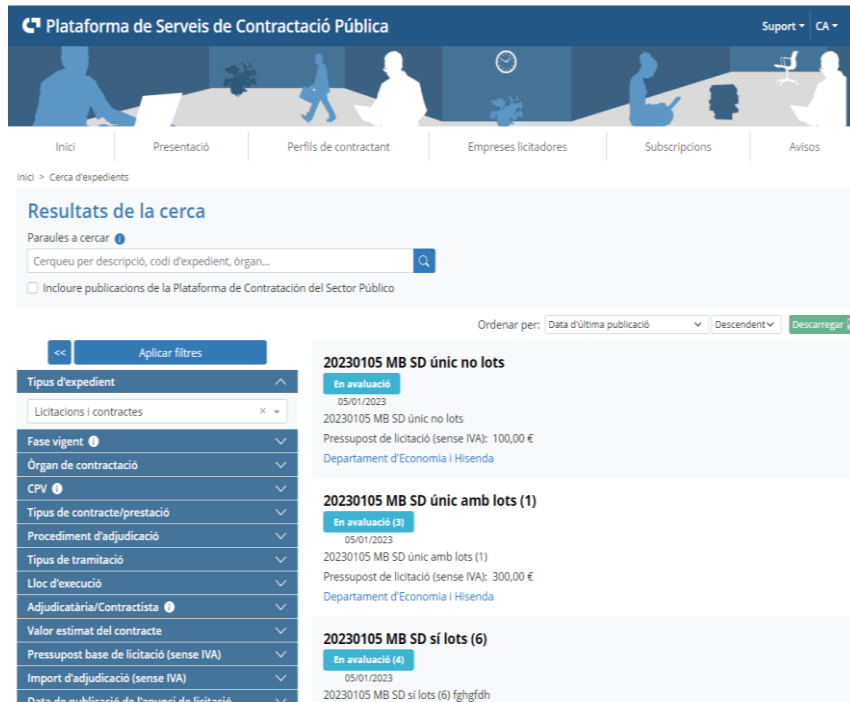 Plataforma de Serveis de Contractació Pública
Suport CA
Inici Presentació Perfils de contractant Empreses licitadores Subscripcions Avisos
Inici > Cerca d'expedients
Resultats de la cerca
Paraules a cercar
Cerqueu per descripció, codi d'expedient, òrgan...
Incloure publicacions de la Plataforma de Contratación del Sector Público
Ordenar per: Data d'última publicació Descendent Descarregar
<< Aplicar filtres
Tipus d'expedient
Licitacions i contractes
Fase vigent
Òrgan de contractació
CPV
Tipus de contracte/prestació
Procediment d'adjudicació
Tipus de tramitació
Lloc d'execució
Adjudicatària/Contractista
Valor estimat del contracte
Pressupost base de licitació (sense IVA)
Import d'adjudicació (sense IVA)
Data de publicació de l'anunci de licitació
20230105 MB SD únic no lots
En avaluació
05/01/2023
20230105 MB SD únic no lots
Pressupost de licitació (sense IVA): 100,00 €
Departament d'Economia i Hisenda
20230105 MB SD únic amb lots (1)
En avaluació (3)
05/01/2023
20230105 MB SD únic amb lots (1)
Pressupost de licitació (sense IVA): 300,00 €
Departament d'Economia i Hisenda
20230105 MB SD sí lots (6)
En avaluació (4)
05/01/2023
20230105 MB SD sí lots (6) fghgfdh